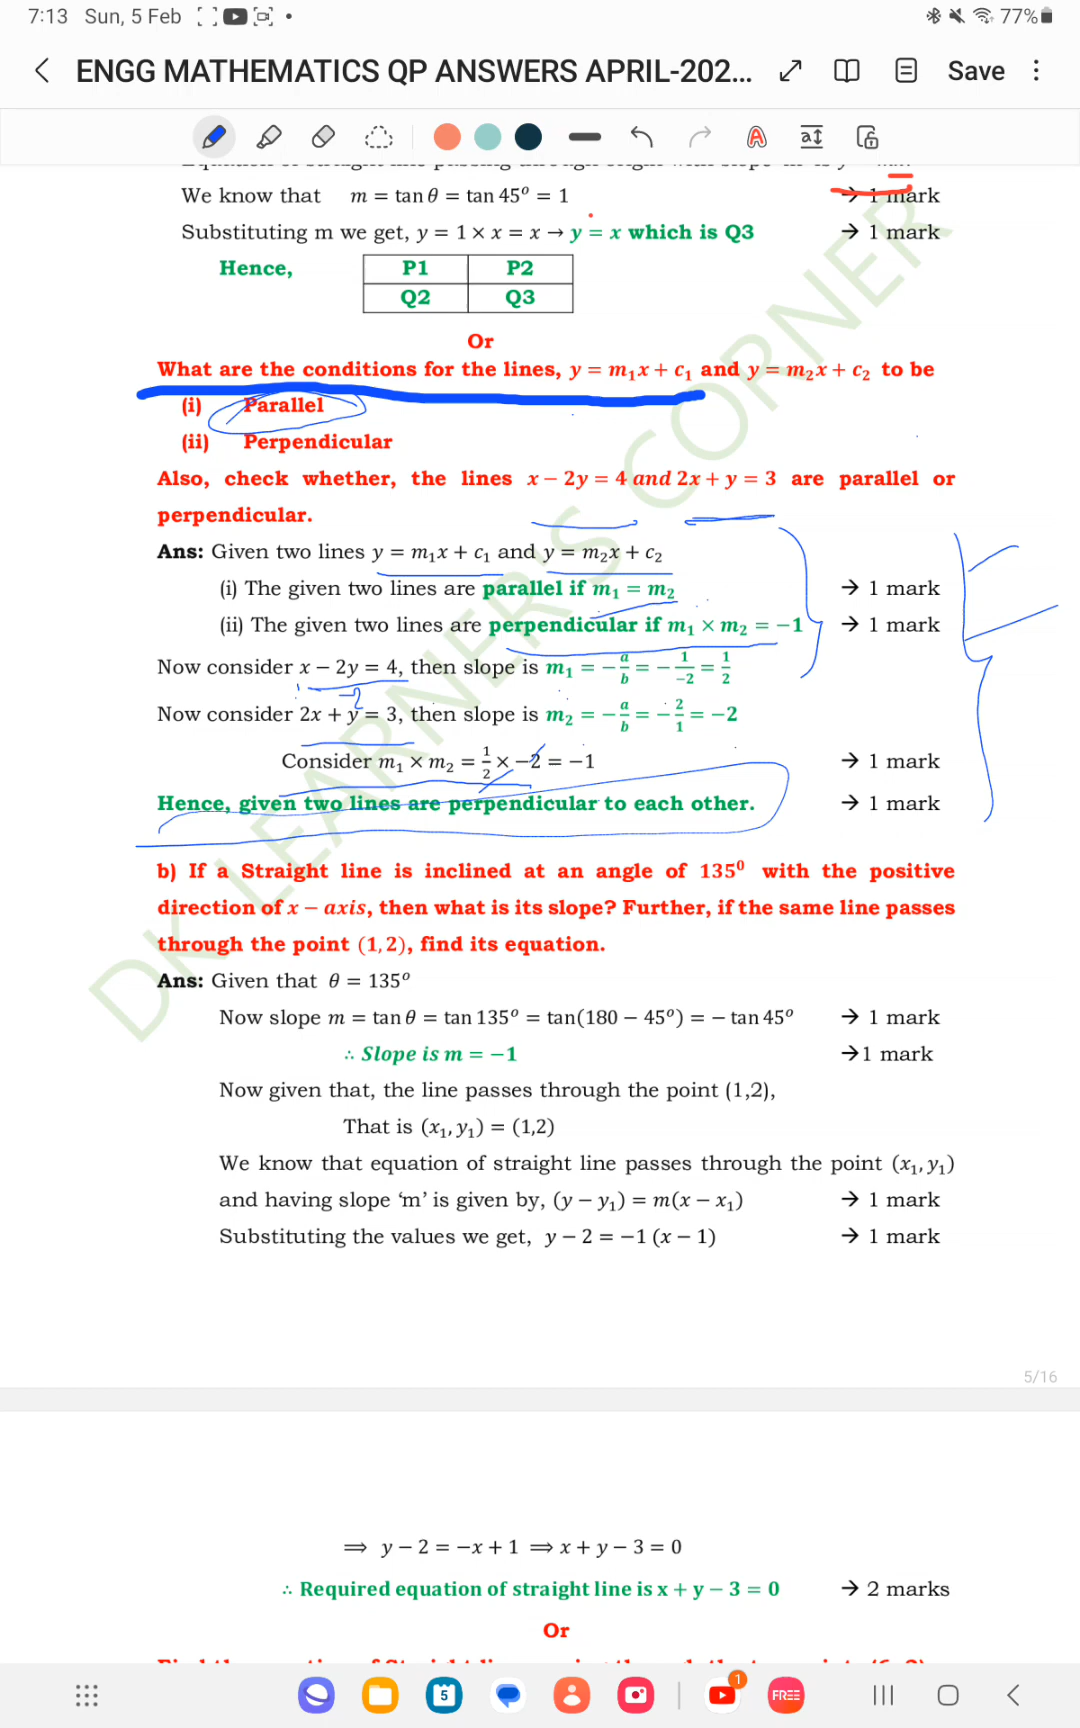 7:13 Sun, 5 Feb
77%
ENGG MATHEMATICS QP ANSWERS APRIL-202...
Save
We know that m = tan θ = tan 45° = 1 → 1 mark
Substituting m we get, y = 1 × x = x → y = x which is Q3 → 1 mark
Hence,
P1 P2
Q2 Q3
Or
What are the conditions for the lines, y = m₁x + c₁ and y = m₂x + c₂ to be
(i) Parallel
(ii) Perpendicular
Also, check whether, the lines x − 2y = 4 and 2x + y = 3 are parallel or
perpendicular.
Ans: Given two lines y = m₁x + c₁ and y = m₂x + c₂
(i) The given two lines are parallel if m₁ = m₂ → 1 mark
(ii) The given two lines are perpendicular if m₁ × m₂ = −1 → 1 mark
Now consider x − 2y = 4, then slope is m₁ = −a/b = −1/−2 = 1/2
Now consider 2x + y = 3, then slope is m₂ = −a/b = −2/1 = −2
Consider m₁ × m₂ = 1/2 × −2 = −1 → 1 mark
Hence, given two lines are perpendicular to each other. → 1 mark
b) If a Straight line is inclined at an angle of 135⁰ with the positive
direction of x − axis, then what is its slope? Further, if the same line passes
through the point (1,2), find its equation.
Ans: Given that θ = 135°
Now slope m = tan θ = tan 135° = tan(180 − 45°) = − tan 45° → 1 mark
∴ Slope is m = −1 →1 mark
Now given that, the line passes through the point (1,2),
That is (x₁, y₁) = (1,2)
We know that equation of straight line passes through the point (x₁, y₁)
and having slope ‘m’ is given by, (y − y₁) = m(x − x₁) → 1 mark
Substituting the values we get, y − 2 = −1 (x − 1) → 1 mark
5/16
⟹ y − 2 = −x + 1 ⟹ x + y − 3 = 0
∴ Required equation of straight line is x + y − 3 = 0 → 2 marks
Or
DK LEARNER'S CORNER
5
1
FREE